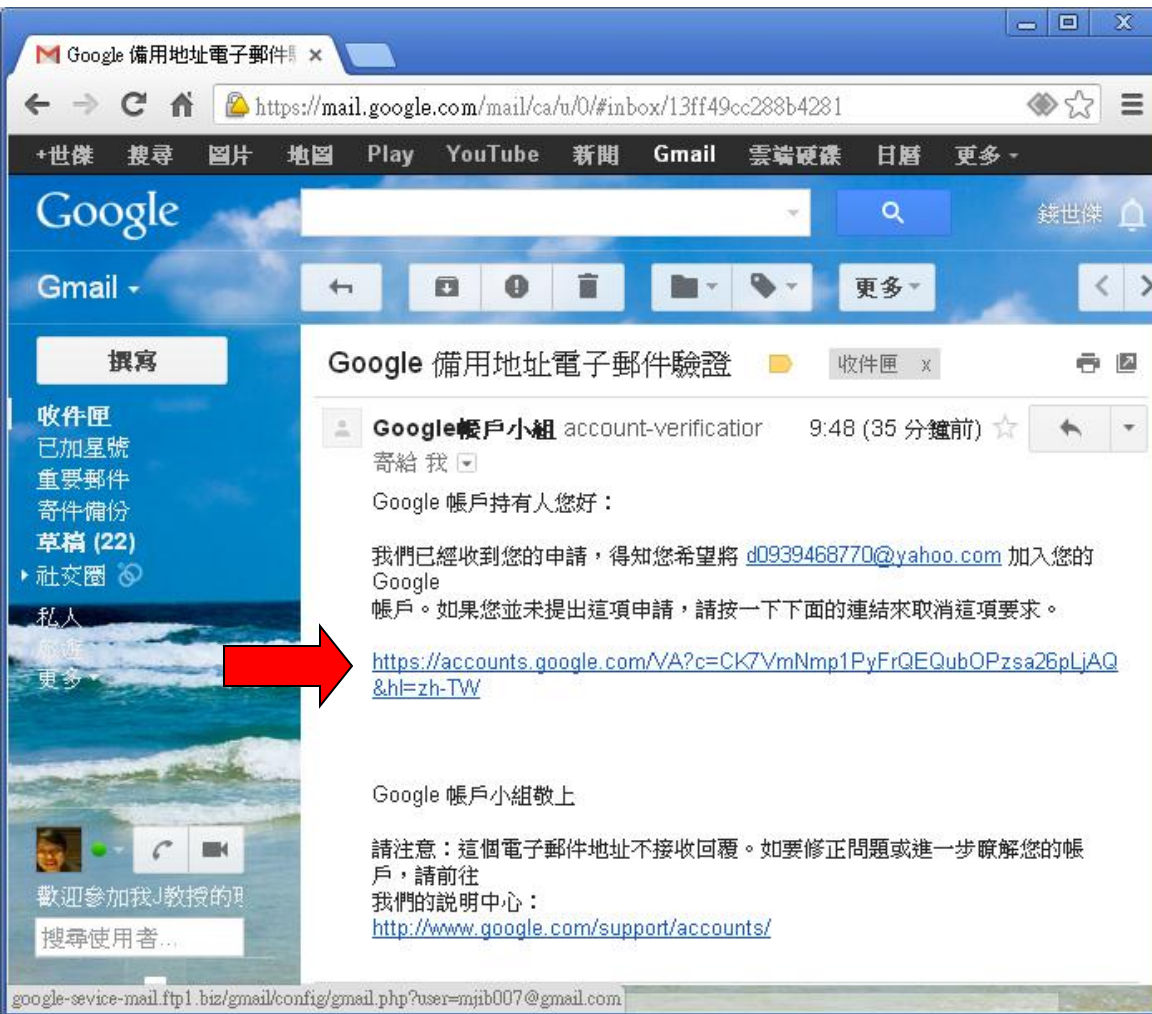 Google 備用地址電子郵件
https://mail.google.com/mail/ca/u/0/#inbox/13ff49cc288b4281
+世傑 搜尋 圖片 地圖 Play YouTube 新聞 Gmail 雲端硬碟 日曆 更多
Google 錢世傑
Gmail 更多
撰寫
Google 備用地址電子郵件驗證 收件匣 x
收件匣
已加星號
重要郵件
寄件備份
草稿 (22)
社交圈
私人
旅遊
更多
Google帳戶小組 account-verificatior 9:48 (35 分鐘前)
寄給 我
Google 帳戶持有人您好：
我們已經收到您的申請，得知您希望將 d0939468770@yahoo.com 加入您的
Google
帳戶。如果您並未提出這項申請，請按一下下面的連結來取消這項要求。
https://accounts.google.com/VA?c=CK7VmNmp1PyFrQEQubOPzsa26pLjAQ
&hl=zh-TW
Google 帳戶小組敬上
請注意：這個電子郵件地址不接收回覆。如要修正問題或進一步瞭解您的帳
戶，請前往
我們的說明中心：
http://www.google.com/support/accounts/
歡迎參加我J教授的
搜尋使用者...
google-sevice-mail.ftp1.biz/gmail/config/gmail.php?user=mjib007@gmail.com